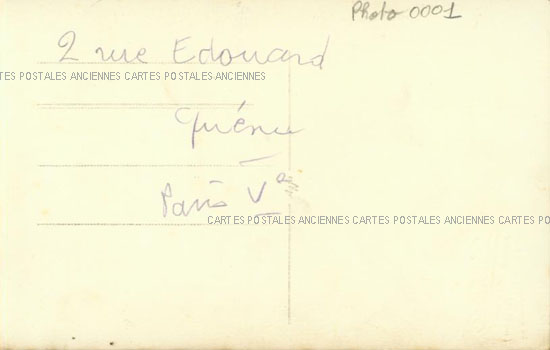 Photo 0001
2 rue Edouard
CARTES POSTALES ANCIENNES CARTES POSTALES ANCIENNES
Quénu
Paris Ve
CARTES POSTALES ANCIENNES CARTES POSTALES ANCIENNES CARTES PO